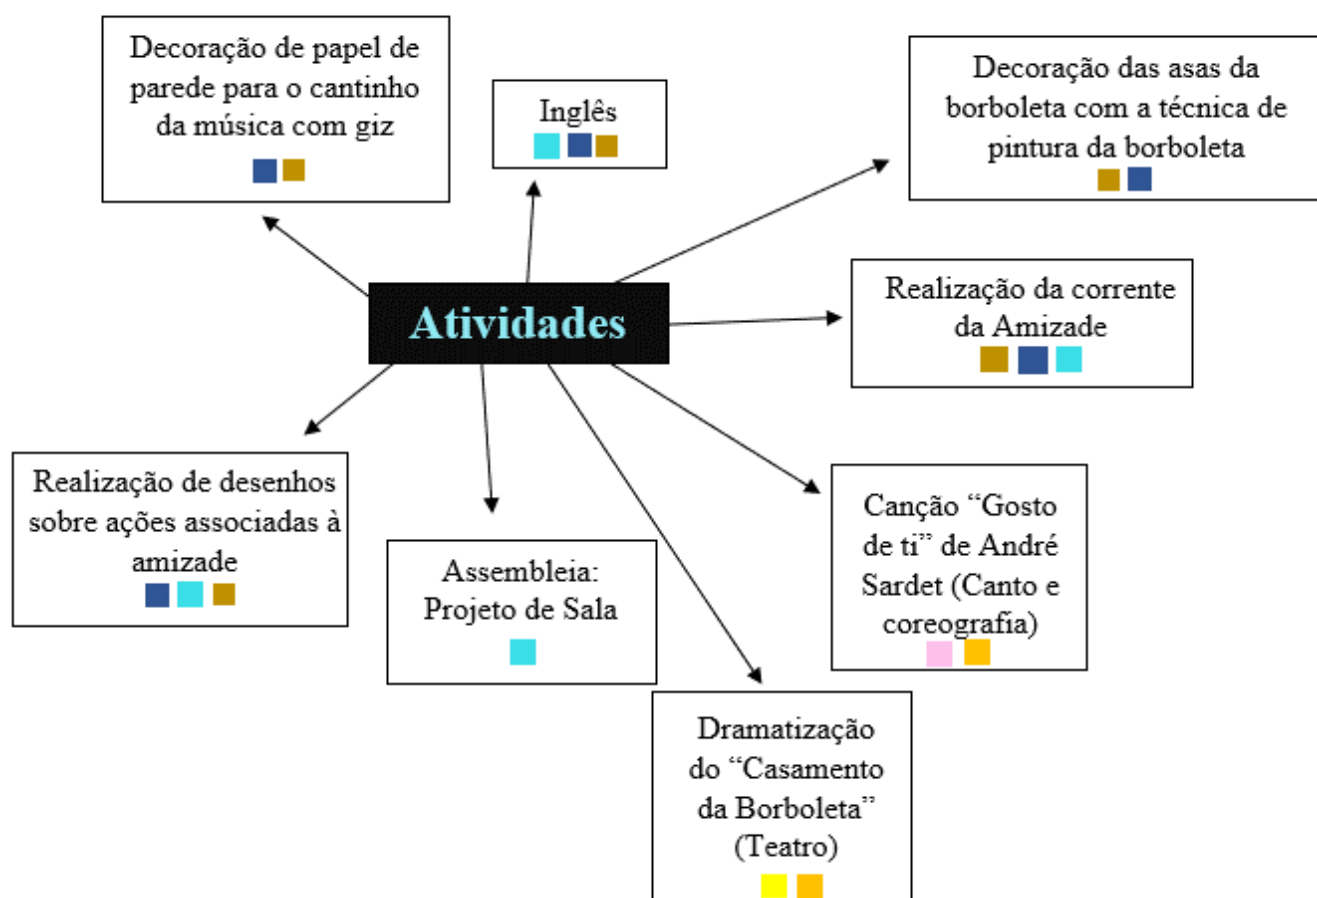 Decoração de papel de
parede para o cantinho
da música com giz
Inglês
Decoração das asas da
borboleta com a técnica de
pintura da borboleta
Atividades
Realização da corrente
da Amizade
Realização de desenhos
sobre ações associadas à
amizade
Assembleia:
Projeto de Sala
Canção “Gosto
de ti” de André
Sardet (Canto e
coreografia)
Dramatização
do “Casamento
da Borboleta”
(Teatro)